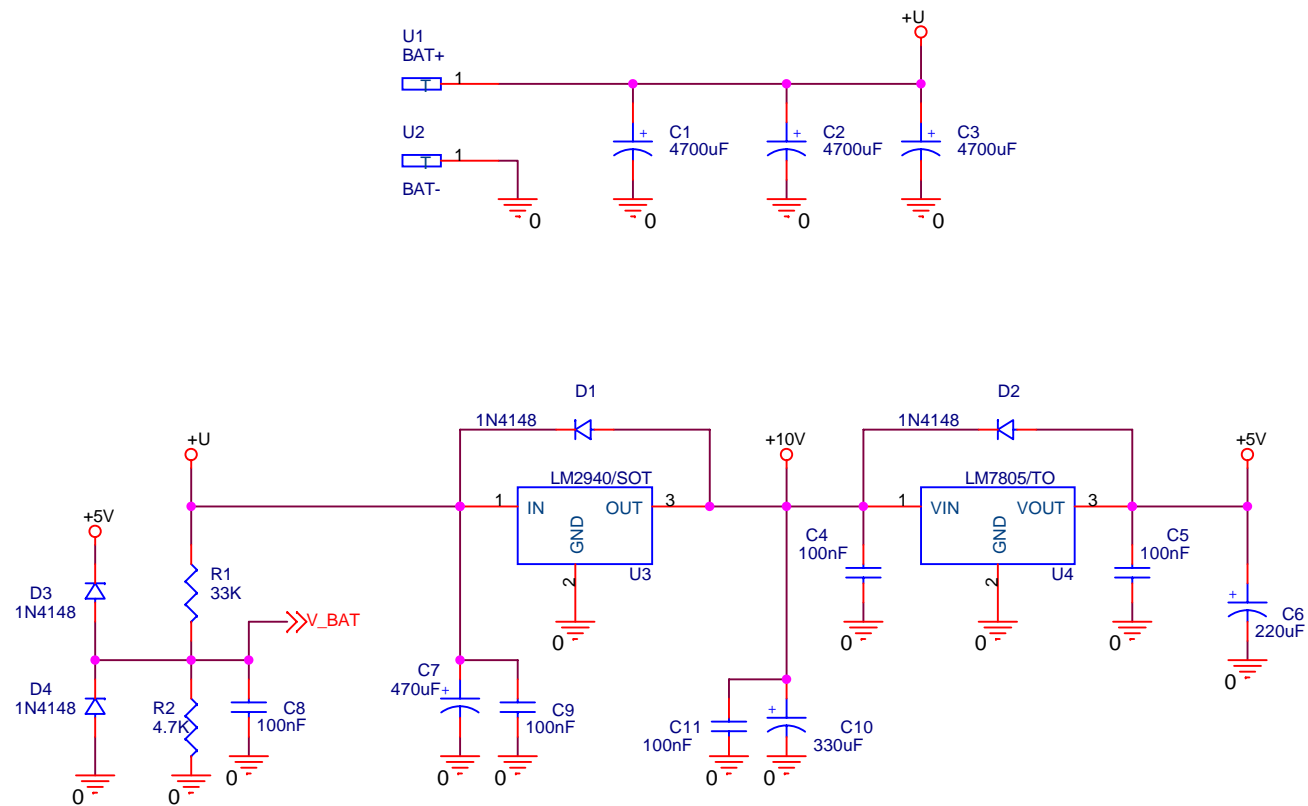 +U
U1
BAT+
T
1
U2
T
1
BAT-
0
C1
4700uF
+
0
C2
4700uF
+
0
C3
4700uF
+
0
D1
1N4148
D2
1N4148
+U
+10V
+5V
LM2940/SOT
1
IN
OUT
3
GND
2
U3
0
LM7805/TO
1
VIN
VOUT
3
GND
2
U4
0
+5V
D3
1N4148
R1
33K
V_BAT
D4
1N4148
0
R2
4.7K
0
C8
100nF
0
C7
470uF
+
0
C9
100nF
0
C4
100nF
0
C11
100nF
0
C10
330uF
+
0
C5
100nF
0
C6
220uF
+
0